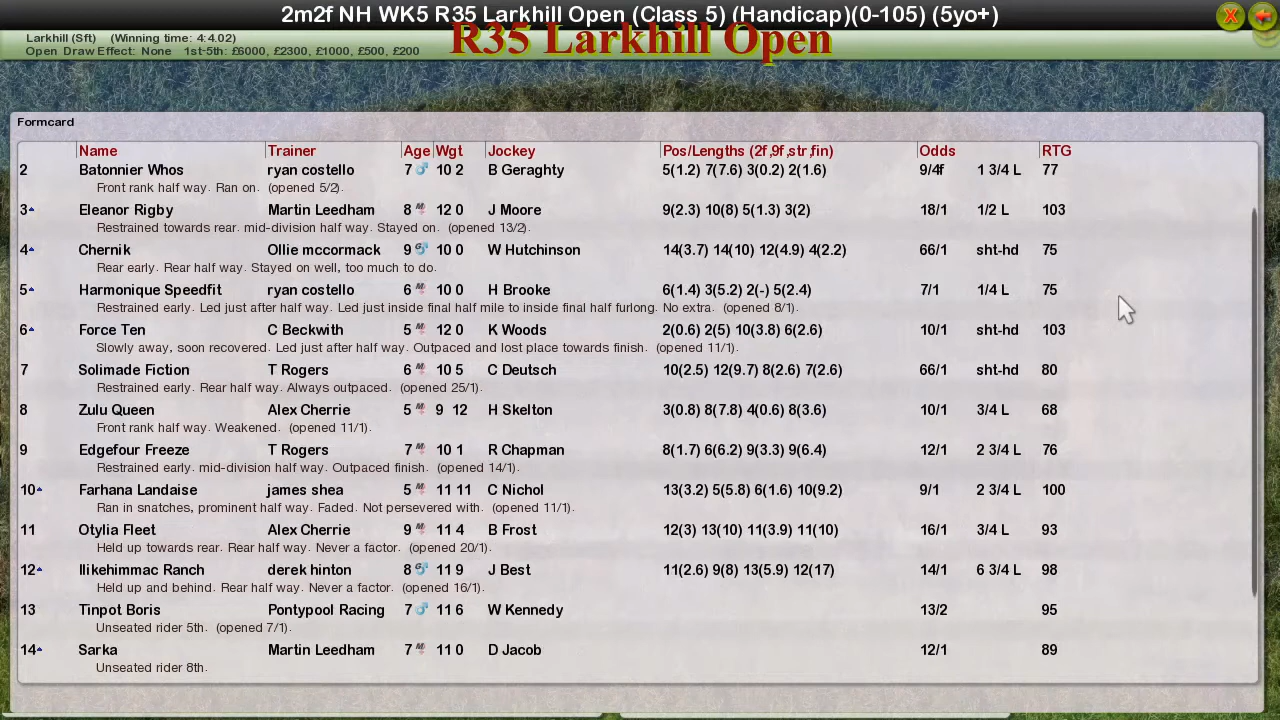 2m2f NH WK5 R35 Larkhill Open (Class 5) (Handicap)(0-105) (5yo+)
R35 Larkhill Open
Larkhill (Sft) (Winning time: 4:4.02)
Open Draw Effect: None 1st-5th: £6000, £2300, £1000, £500, £200
Formcard
Name Trainer Age Wgt Jockey Pos/Lengths (2f,9f,str,fin) Odds RTG
2 Batonnier Whos ryan costello 7 10 2 B Geraghty 5(1.2) 7(7.6) 3(0.2) 2(1.6) 9/4f 1 3/4 L 77
Front rank half way. Ran on. (opened 5/2).
3 Eleanor Rigby Martin Leedham 8 12 0 J Moore 9(2.3) 10(8) 5(1.3) 3(2) 18/1 1/2 L 103
Restrained towards rear. mid-division half way. Stayed on. (opened 13/2).
4 Chernik Ollie mccormack 9 10 0 W Hutchinson 14(3.7) 14(10) 12(4.9) 4(2.2) 66/1 sht-hd 75
Rear early. Rear half way. Stayed on well, too much to do.
5 Harmonique Speedfit ryan costello 6 10 0 H Brooke 6(1.4) 3(5.2) 2(-) 5(2.4) 7/1 1/4 L 75
Restrained early. Led just after half way. Led just inside final half mile to inside final half furlong. No extra. (opened 8/1).
6 Force Ten C Beckwith 5 12 0 K Woods 2(0.6) 2(5) 10(3.8) 6(2.6) 10/1 sht-hd 103
Slowly away, soon recovered. Led just after half way. Outpaced and lost place towards finish. (opened 11/1).
7 Solimade Fiction T Rogers 6 10 5 C Deutsch 10(2.5) 12(9.7) 8(2.6) 7(2.6) 66/1 sht-hd 80
Restrained early. Rear half way. Always outpaced. (opened 25/1).
8 Zulu Queen Alex Cherrie 5 9 12 H Skelton 3(0.8) 8(7.8) 4(0.6) 8(3.6) 10/1 3/4 L 68
Front rank half way. Weakened. (opened 11/1).
9 Edgefour Freeze T Rogers 7 10 1 R Chapman 8(1.7) 6(6.2) 9(3.3) 9(6.4) 12/1 2 3/4 L 76
Restrained early. mid-division half way. Outpaced finish. (opened 14/1).
10 Farhana Landaise james shea 5 11 11 C Nichol 13(3.2) 5(5.8) 6(1.6) 10(9.2) 9/1 2 3/4 L 100
Ran in snatches, prominent half way. Faded. Not persevered with. (opened 11/1).
11 Otylia Fleet Alex Cherrie 9 11 4 B Frost 12(3) 13(10) 11(3.9) 11(10) 16/1 3/4 L 93
Held up towards rear. Rear half way. Never a factor. (opened 20/1).
12 Ilikehimmac Ranch derek hinton 8 11 9 J Best 11(2.6) 9(8) 13(5.9) 12(17) 14/1 6 3/4 L 98
Held up and behind. Rear half way. Never a factor. (opened 16/1).
13 Tinpot Boris Pontypool Racing 7 11 6 W Kennedy 13/2 95
Unseated rider 5th. (opened 7/1).
14 Sarka Martin Leedham 7 11 0 D Jacob 12/1 89
Unseated rider 8th.